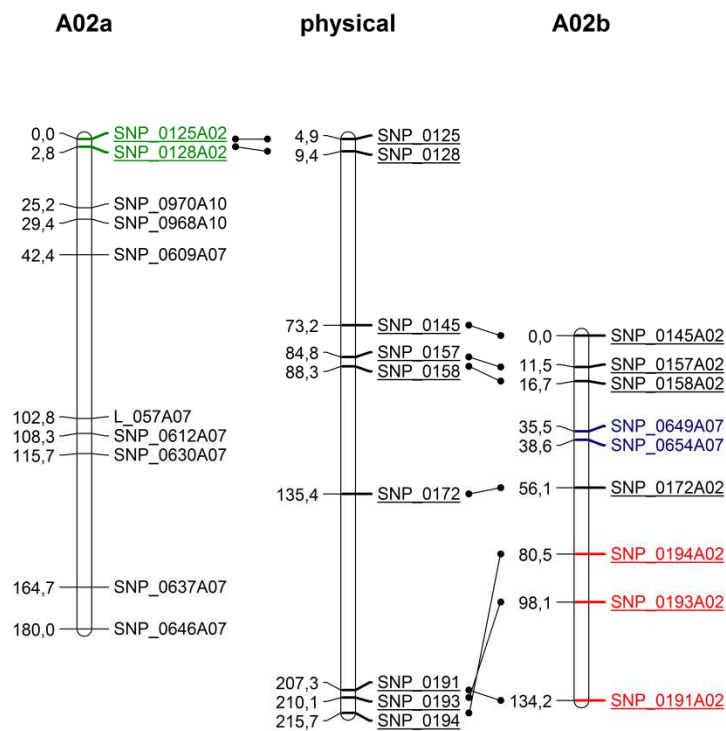 A02a physical A02b
0,0 SNP_0125A02
2,8 SNP_0128A02
25,2 SNP_0970A10
29,4 SNP_0968A10
42,4 SNP_0609A07
102,8 L_057A07
108,3 SNP_0612A07
115,7 SNP_0630A07
164,7 SNP_0637A07
180,0 SNP_0646A07
4,9 SNP_0125
9,4 SNP_0128
73,2 SNP_0145
84,8 SNP_0157
88,3 SNP_0158
135,4 SNP_0172
207,3 SNP_0191
210,1 SNP_0193
215,7 SNP_0194
0,0 SNP_0145A02
11,5 SNP_0157A02
16,7 SNP_0158A02
35,5 SNP_0649A07
38,6 SNP_0654A07
56,1 SNP_0172A02
80,5 SNP_0194A02
98,1 SNP_0193A02
134,2 SNP_0191A02